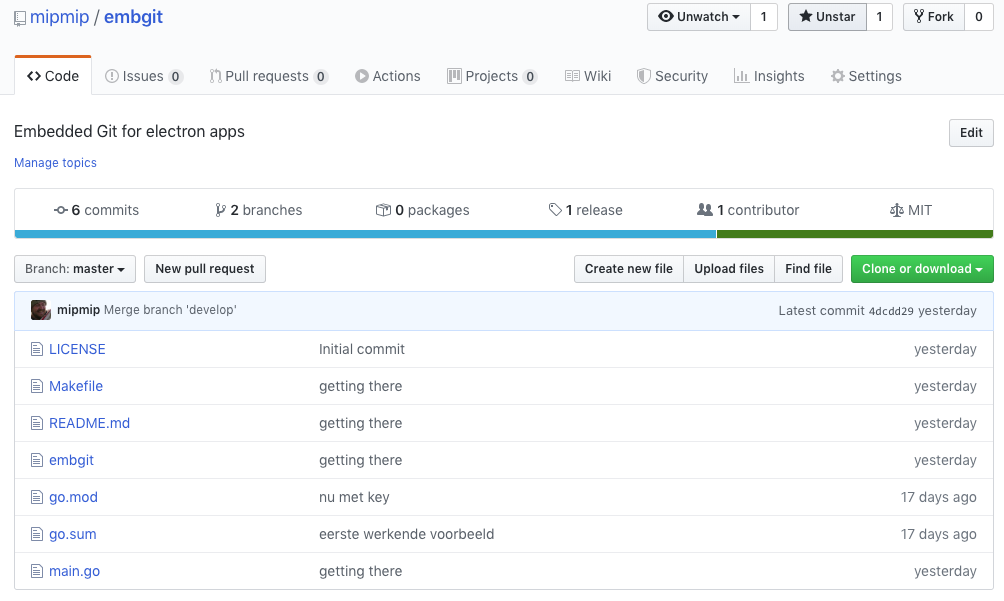 mipmip / embgit
Unwatch 1 Unstar 1 Fork 0
Code Issues 0 Pull requests 0 Actions Projects 0 Wiki Security Insights Settings
Embedded Git for electron apps Edit
Manage topics
6 commits 2 branches 0 packages 1 release 1 contributor MIT
Branch: master New pull request Create new file Upload files Find file Clone or download
mipmip Merge branch 'develop' Latest commit 4dcdd29 yesterday
LICENSE Initial commit yesterday
Makefile getting there yesterday
README.md getting there yesterday
embgit getting there yesterday
go.mod nu met key 17 days ago
go.sum eerste werkende voorbeeld 17 days ago
main.go getting there yesterday